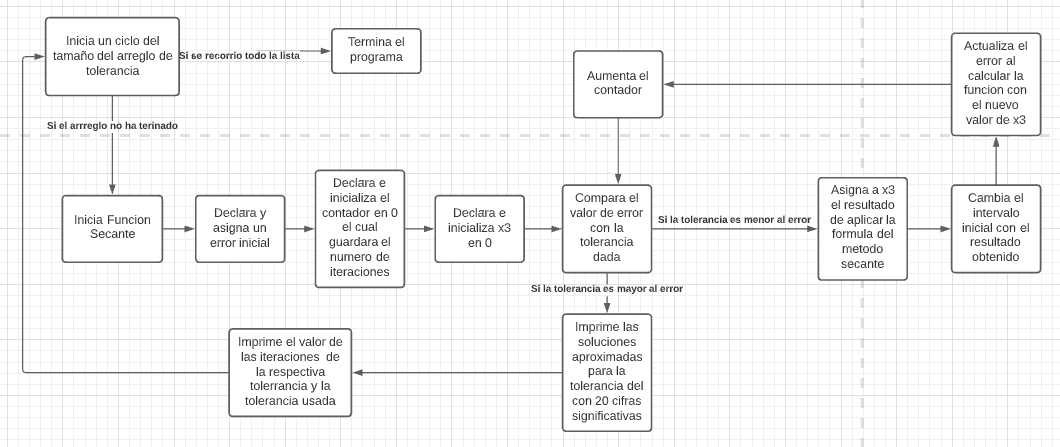 Inicia un ciclo del
tamaño del arreglo de
tolerancia
Si se recorrio todo la lista
Termina el
programa
Aumenta el
contador
Actualiza el
error al
calcular la
funcion con
el nuevo
valor de x3
Si el arrreglo no ha terinado
Inicia Funcion
Secante
Declara y
asigna un
error inicial
Declara e
inicializa el
contador en 0
el cual
guardara el
numero de
iteraciones
Declara e
inicializa x3
en 0
Compara el
valor de error
con la
tolerancia
dada
Si la tolerancia es menor al error
Asigna a x3
el resultado
de aplicar la
formula del
metodo
secante
Cambia el
intervalo
inicial con el
resultado
obtenido
Si la tolerancia es mayor al error
Imprime las
soluciones
aproximadas
para la
tolerancia del
con 20 cifras
significativas
Imprime el valor de
las iteraciones de
la respectiva
tolerrancia y la
tolerancia usada